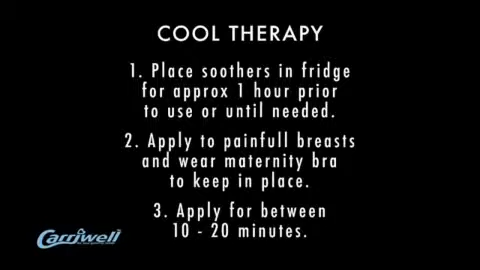 COOL THERAPY
1. Place soothers in fridge
for approx 1 hour prior
to use or until needed.
2. Apply to painfull breasts
and wear maternity bra
to keep in place.
3. Apply for between
10 - 20 minutes.
Carriwell